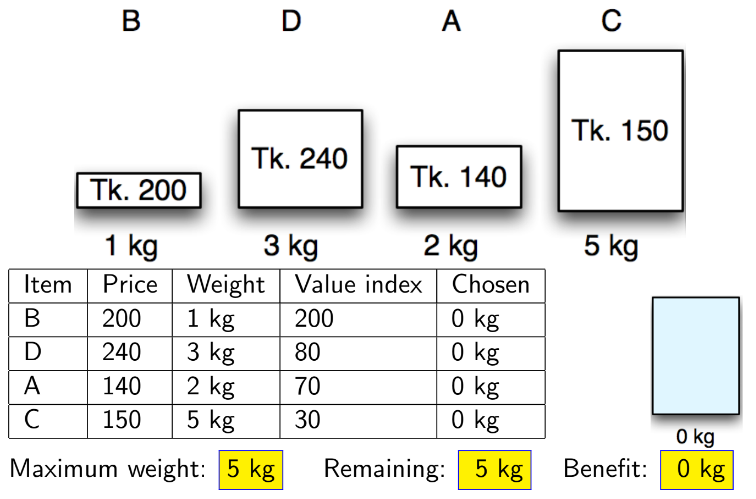 B D A C
Tk. 200 Tk. 240 Tk. 140 Tk. 150
1 kg 3 kg 2 kg 5 kg
Item Price Weight Value index Chosen
B 200 1 kg 200 0 kg
D 240 3 kg 80 0 kg
A 140 2 kg 70 0 kg
C 150 5 kg 30 0 kg
0 kg
Maximum weight: 5 kg Remaining: 5 kg Benefit: 0 kg